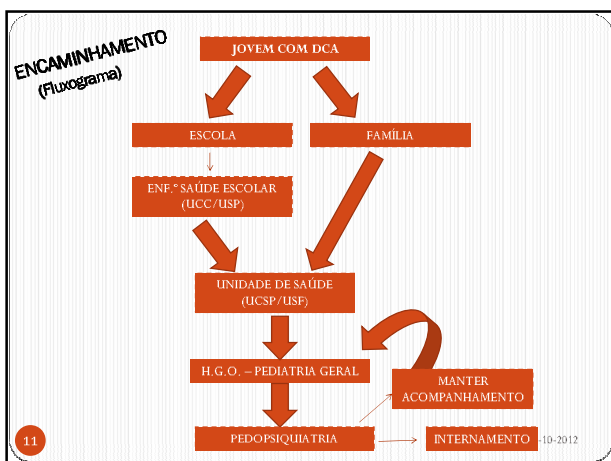 ENCAMINHAMENTO
(Fluxograma)
JOVEM COM DCA
ESCOLA
FAMÍLIA
ENF.º SAÚDE ESCOLAR
(UCC/USP)
UNIDADE DE SAÚDE
(UCSP/USF)
H.G.O. – PEDIATRIA GERAL
MANTER
ACOMPANHAMENTO
PEDOPSIQUIATRIA
INTERNAMENTO
-10-2012
11